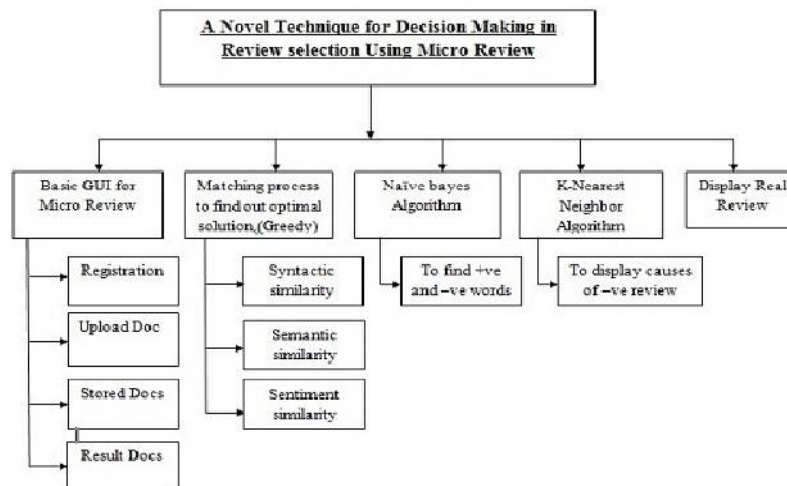 A Novel Technique for Decision Making in
Review selection Using Micro Review
Basic GUI for
Micro Review
Matching process
to find out optimal
solution,(Greedy)
Naïve bayes
Algorithm
K-Nearest
Neighbor
Algorithm
Display Real
Review
Registration
Upload Doc
Stored Docs
Result Docs
Syntactic
similarity
Semantic
similarity
Sentiment
similarity
To find +ve
and –ve words
To display causes
of –ve review